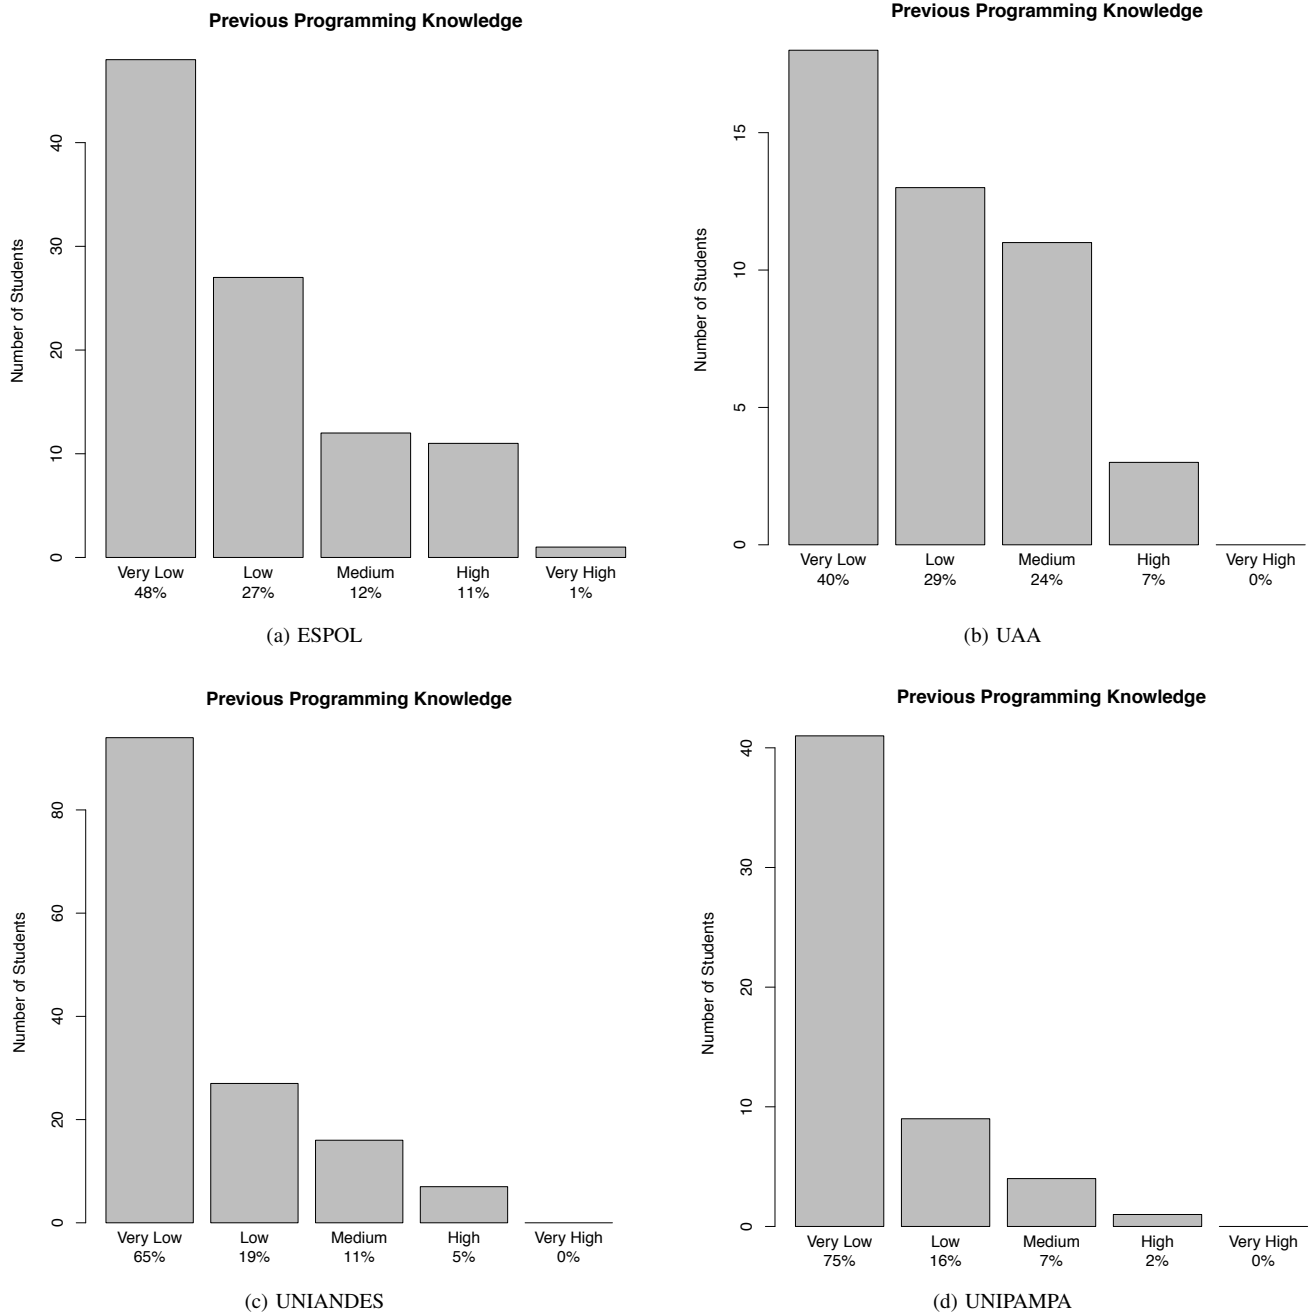 Previous Programming Knowledge
Number of Students
40
30
20
10
0
Very Low Low Medium High Very High
48% 27% 12% 11% 1%
(a) ESPOL
Previous Programming Knowledge
Number of Students
15
10
5
0
Very Low Low Medium High Very High
40% 29% 24% 7% 0%
(b) UAA
Previous Programming Knowledge
Number of Students
80
60
40
20
0
Very Low Low Medium High Very High
65% 19% 11% 5% 0%
(c) UNIANDES
Previous Programming Knowledge
Number of Students
40
30
20
10
0
Very Low Low Medium High Very High
75% 16% 7% 2% 0%
(d) UNIPAMPA